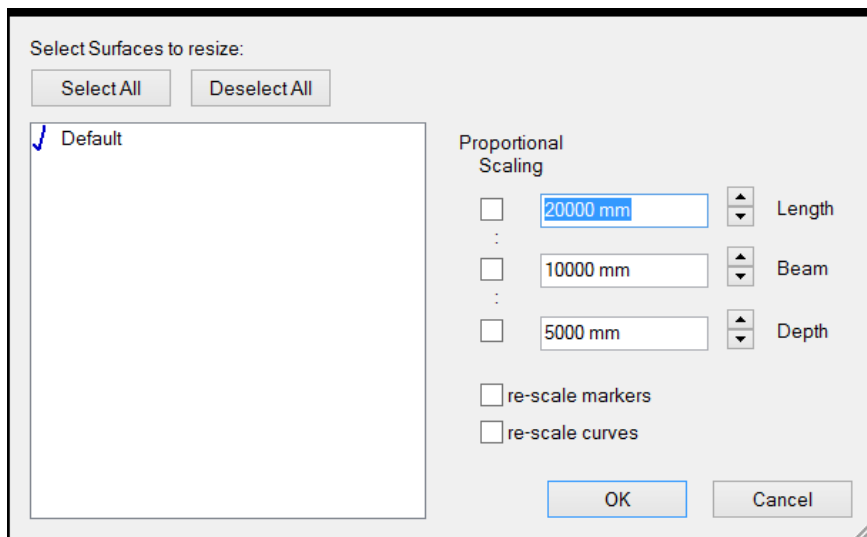 Select Surfaces to resize:
Select All
Deselect All
Default
Proportional
Scaling
20000 mm
Length
:
10000 mm
Beam
:
5000 mm
Depth
re-scale markers
re-scale curves
OK
Cancel